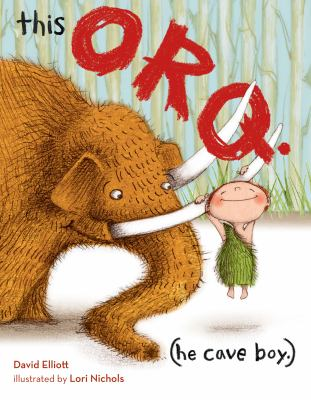 this
ORQ.
(he cave boy.)
David Elliott
illustrated by Lori Nichols